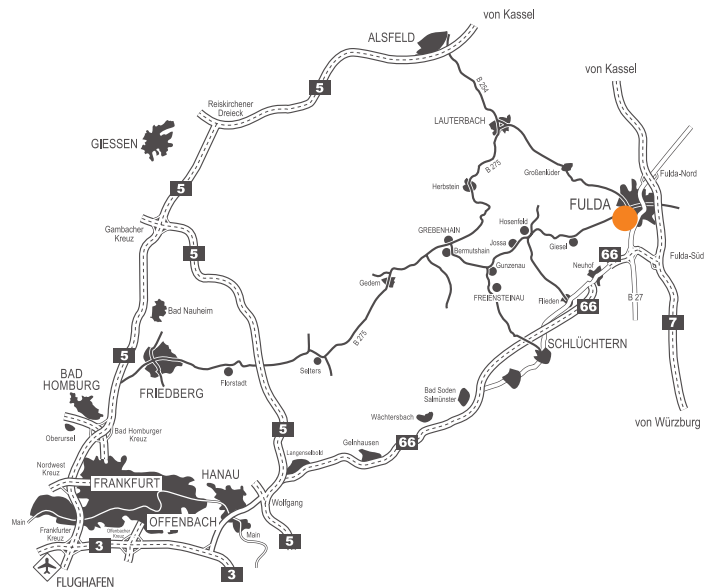 von Kassel
ALSFELD
5
B 254
von Kassel
Reiskirchener
Dreieck
LAUTERBACH
GIESSEN
B 275
Großenlüder
Fulda-Nord
5
Herbstein
FULDA
Gambacher
Kreuz
Hosenfeld
GREBENHAIN
Jossa
Giesel
5
Bermutshain
66
Fulda-Süd
Gunzenau
Neuhof
Gedern
FREIENSTEINAU
Flieden
B 27
66
Bad Nauheim
7
B 275
SCHLÜCHTERN
5
BAD
HOMBURG
FRIEDBERG
Florstadt
Selters
Bad Soden
Salmünster
Wächtersbach
von Würzburg
Oberursel
Bad Homburger
Kreuz
5
66
Gelnhausen
Langenselbold
Nordwest
Kreuz
HANAU
FRANKFURT
Wolfgang
Main
OFFENBACH
Frankfurter
Kreuz
Offenbacher
Kreuz
Main
5
3
3
FLUGHAFEN